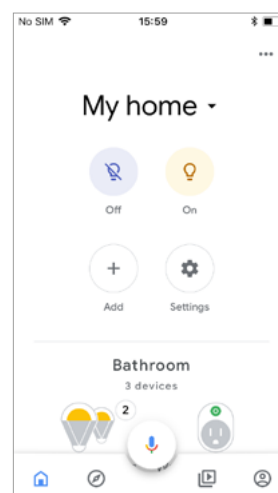 No SIM 15:59
My home
Off On
Add Settings
Bathroom
3 devices
2